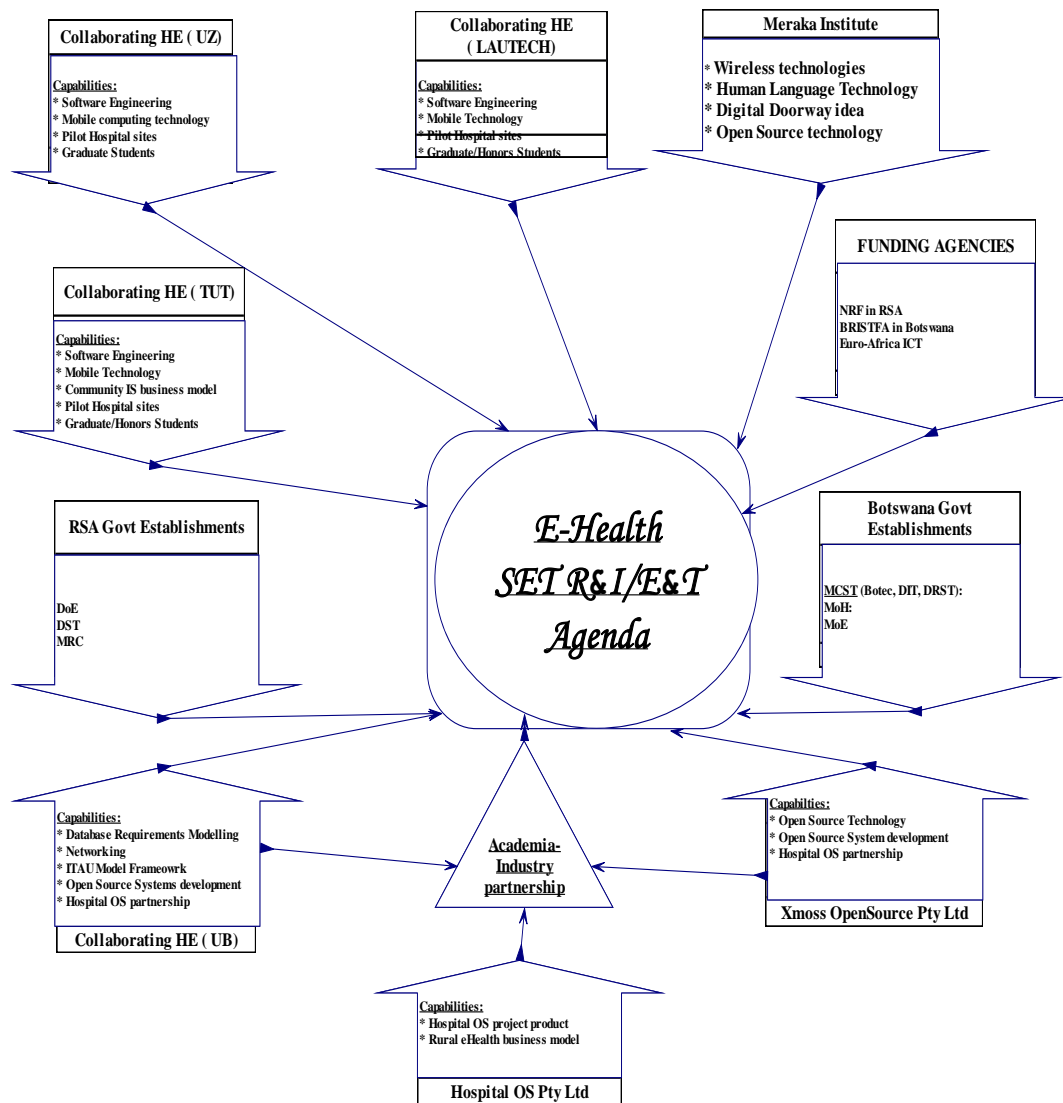 Collaborating HE ( UZ)
Capabilities:
* Software Engineering
* Mobile computing technology
* Pilot Hospital sites
* Graduate Students
Collaborating HE
( LAUTECH)
Capabilities:
* Software Engineering
* Mobile Technology
* Pilot Hospital sites
* Graduate/Honors Students
Meraka Institute
* Wireless technologies
* Human Language Technology
* Digital Doorway idea
* Open Source technology
Collaborating HE ( TUT)
Capabilities:
* Software Engineering
* Mobile Technology
* Community IS business model
* Pilot Hospital sites
* Graduate/Honors Students
FUNDING AGENCIES
NRF in RSA
BRISTFA in Botswana
Euro-Africa ICT
RSA Govt Establishments
DoE
DST
MRC
E-Health
SET R&I/E&T
Agenda
Botswana Govt
Establishments
MCST (Botec, DIT, DRST):
MoH:
MoE
Capabilities:
* Database Requirements Modelling
* Networking
* ITAU Model Frameowrk
* Open Source Systems development
* Hospital OS partnership
Collaborating HE ( UB)
Academia-
Industry
partnership
Capabilties:
* Open Source Technology
* Open Source System development
* Hospital OS partnership
Xmoss OpenSource Pty Ltd
Capabilities:
* Hospital OS project product
* Rural eHealth business model
Hospital OS Pty Ltd